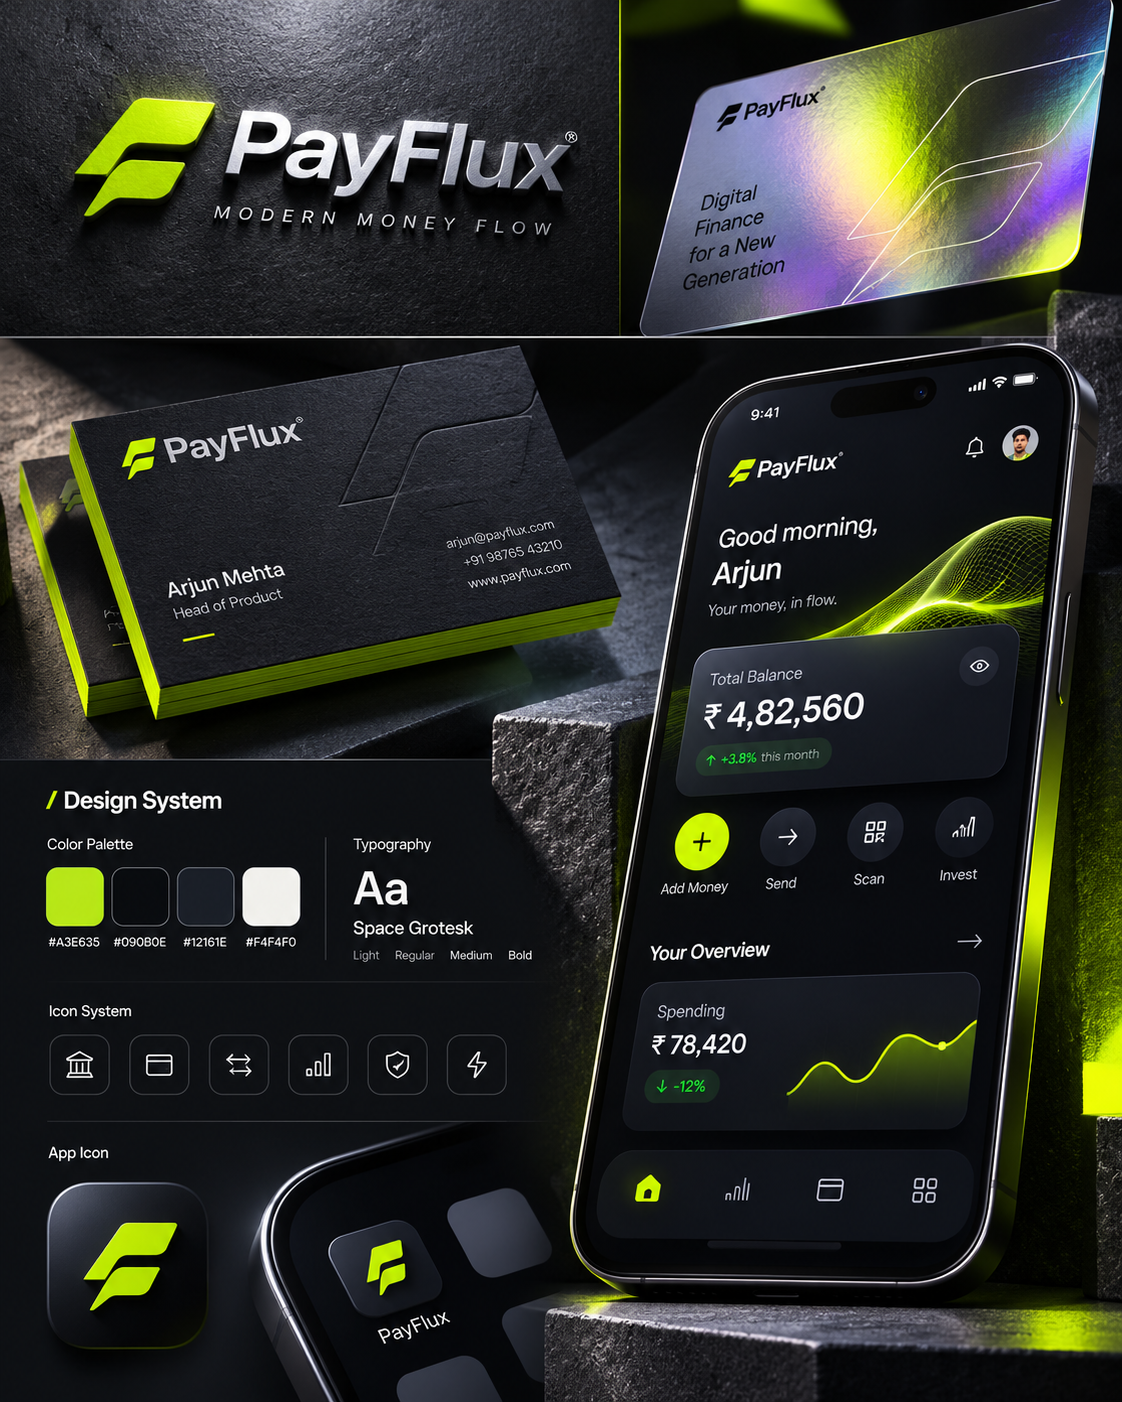 PayFlux®
MODERN MONEY FLOW
PayFlux®
Digital
Finance
for a New
Generation
PayFlux®
Arjun Mehta
Head of Product
arjun@payflux.com
+91 98765 43210
www.payflux.com
9:41
PayFlux®
Good morning,
Arjun
Your money, in flow.
Total Balance
₹ 4,82,560
↑ +3.8% this month
Add Money
Send
Scan
Invest
Your Overview
Spending
₹ 78,420
↓ -12%
/ Design System
Color Palette
#A3E635 #090B0E #12161E #F4F4F0
Typography
Aa
Space Grotesk
Light Regular Medium Bold
Icon System
App Icon
PayFlux